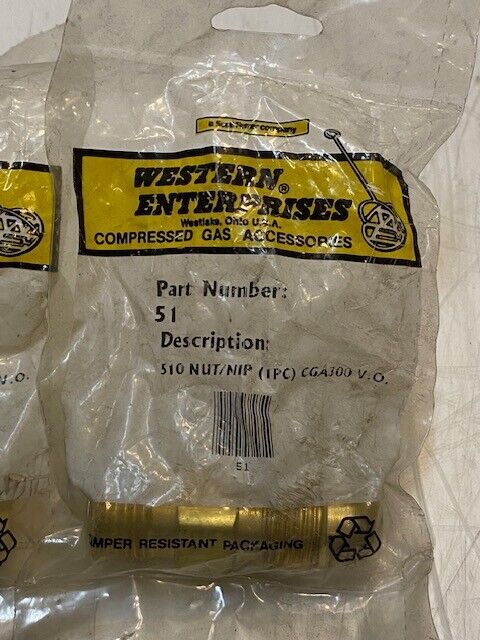 a Scott Fetzer company
WESTERN®
ENTERPRISES
Westlake, Ohio U.S.A.
COMPRESSED GAS ACCESSORIES
Part Number:
51
Description:
510 NUT/NIP (1PC) CGA300 V.O.
V.O.
51
AMPER RESISTANT PACKAGING